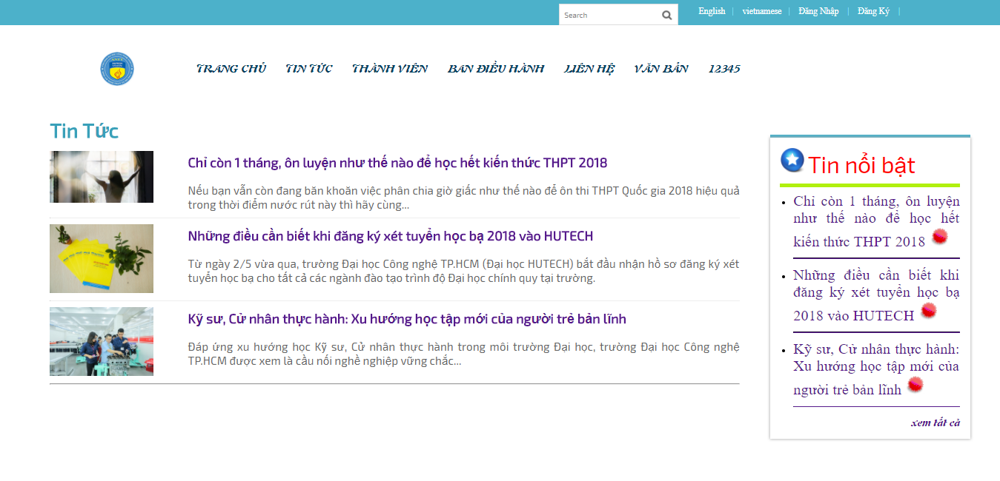 Search
English
vietnamese
Đăng Nhập
Đăng Ký
TRANG CHỦ
TIN TỨC
THÀNH VIÊN
BAN ĐIỀU HÀNH
LIÊN HỆ
VĂN BẢN
12345
Tin Tức
Chỉ còn 1 tháng, ôn luyện như thế nào để học hết kiến thức THPT 2018
Nếu bạn vẫn còn đang băn khoăn việc phân chia giờ giấc như thế nào để ôn thi THPT Quốc gia 2018 hiệu quả
trong thời điểm nước rút này thì hãy cùng...
Những điều cần biết khi đăng ký xét tuyển học bạ 2018 vào HUTECH
Từ ngày 2/5 vừa qua, trường Đại học Công nghệ TP.HCM (Đại học HUTECH) bắt đầu nhận hồ sơ đăng ký xét
tuyển học bạ cho tất cả các ngành đào tạo trình độ Đại học chính quy tại trường.
Kỹ sư, Cử nhân thực hành: Xu hướng học tập mới của người trẻ bản lĩnh
Đáp ứng xu hướng học Kỹ sư, Cử nhân thực hành trong môi trường Đại học, trường Đại học Công nghệ
TP.HCM được xem là cầu nối nghề nghiệp vững chắc...
Tin nổi bật
Chỉ còn 1 tháng, ôn luyện
như thế nào để học hết
kiến thức THPT 2018
Những điều cần biết khi
đăng ký xét tuyển học bạ
2018 vào HUTECH
Kỹ sư, Cử nhân thực hành:
Xu hướng học tập mới của
người trẻ bản lĩnh
xem tất cả